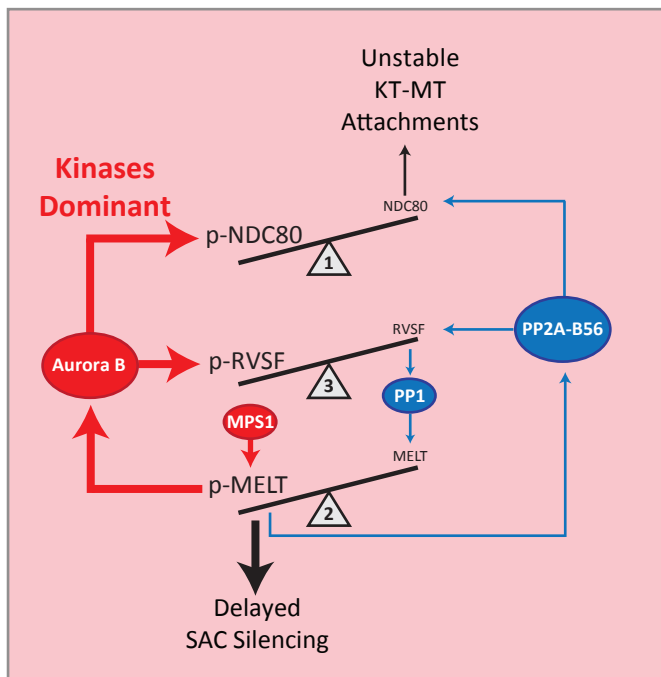 Unstable
KT-MT
Attachments
Kinases
Dominant
NDC80
p-NDC80
1
PP2A-B56
RVSF
Aurora B
p-RVSF
3
PP1
MPS1
MELT
p-MELT
2
Delayed
SAC Silencing